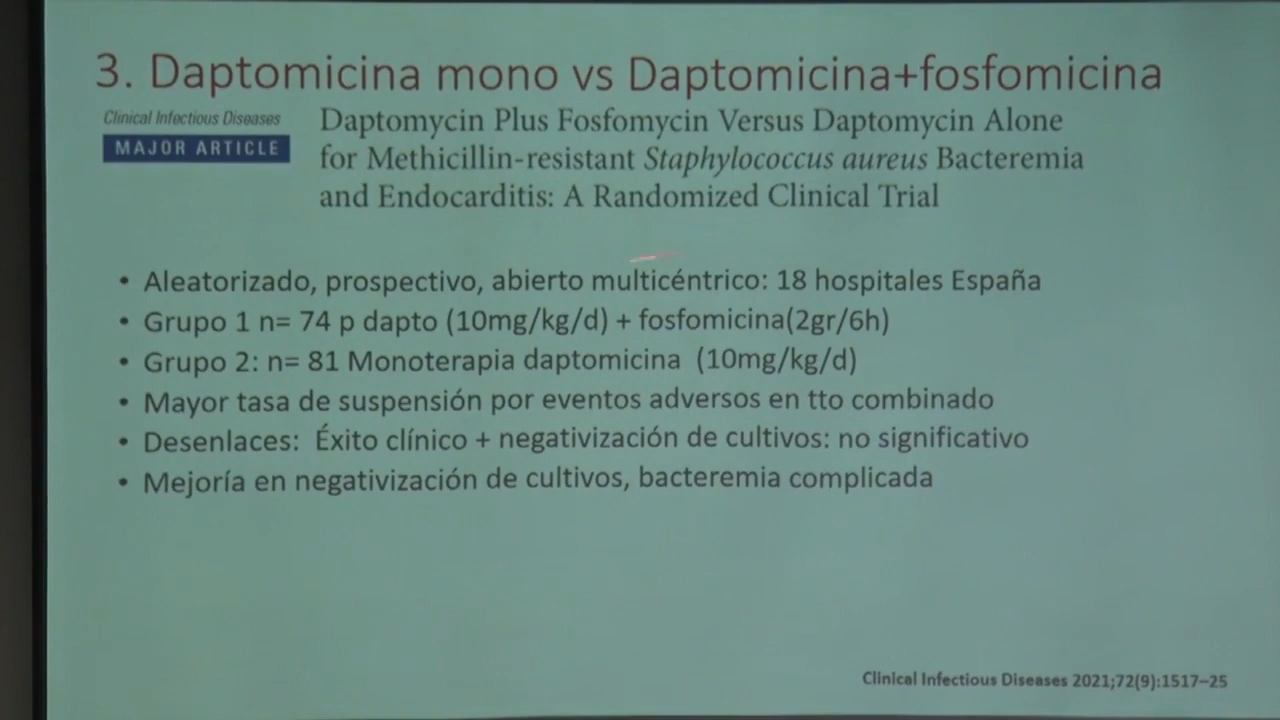 3. Daptomicina mono vs Daptomicina+fosfomicina
Clinical Infectious Diseases
MAJOR ARTICLE
Daptomycin Plus Fosfomycin Versus Daptomycin Alone
for Methicillin-resistant Staphylococcus aureus Bacteremia
and Endocarditis: A Randomized Clinical Trial
• Aleatorizado, prospectivo, abierto multicéntrico: 18 hospitales España
• Grupo 1 n= 74 p dapto (10mg/kg/d) + fosfomicina(2gr/6h)
• Grupo 2: n= 81 Monoterapia daptomicina (10mg/kg/d)
• Mayor tasa de suspensión por eventos adversos en tto combinado
• Desenlaces: Éxito clínico + negativización de cultivos: no significativo
• Mejoría en negativización de cultivos, bacteremia complicada
Clinical Infectious Diseases 2021;72(9):1517–25